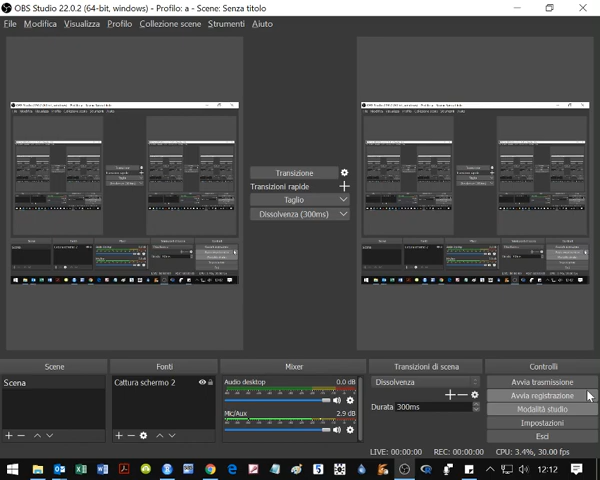 OBS Studio 22.0.2 (64-bit, windows) - Profilo: a - Scene: Senza titolo
File Modifica Visualizza Profilo Collezione scene Strumenti Aiuto
Transizione
Transizioni rapide
Taglio
Dissolvenza (300ms)
Scene
Fonti
Mixer
Transizioni di scena
Controlli
Scena
Cattura schermo 2
Audio desktop 0.0 dB
Mic/Aux 2.9 dB
Dissolvenza
Durata 300ms
Avvia trasmissione
Avvia registrazione
Modalità studio
Impostazioni
Esci
LIVE: 00:00:00 REC: 00:00:00 CPU: 3.4%, 30.00 fps
12:12